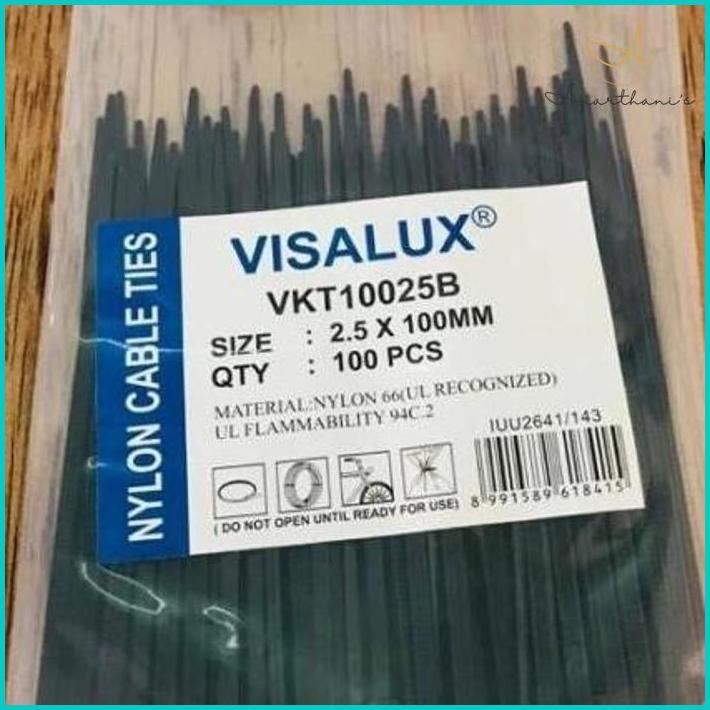 Amarthani's
NYLON CABLE TIES
VISALUX®
VKT10025B
SIZE : 2.5 X 100MM
QTY : 100 PCS
MATERIAL:NYLON 66(UL RECOGNIZED)
UL FLAMMABILITY 94C.2
IUU2641/143
8 991589 618415
( DO NOT OPEN UNTIL READY FOR USE)